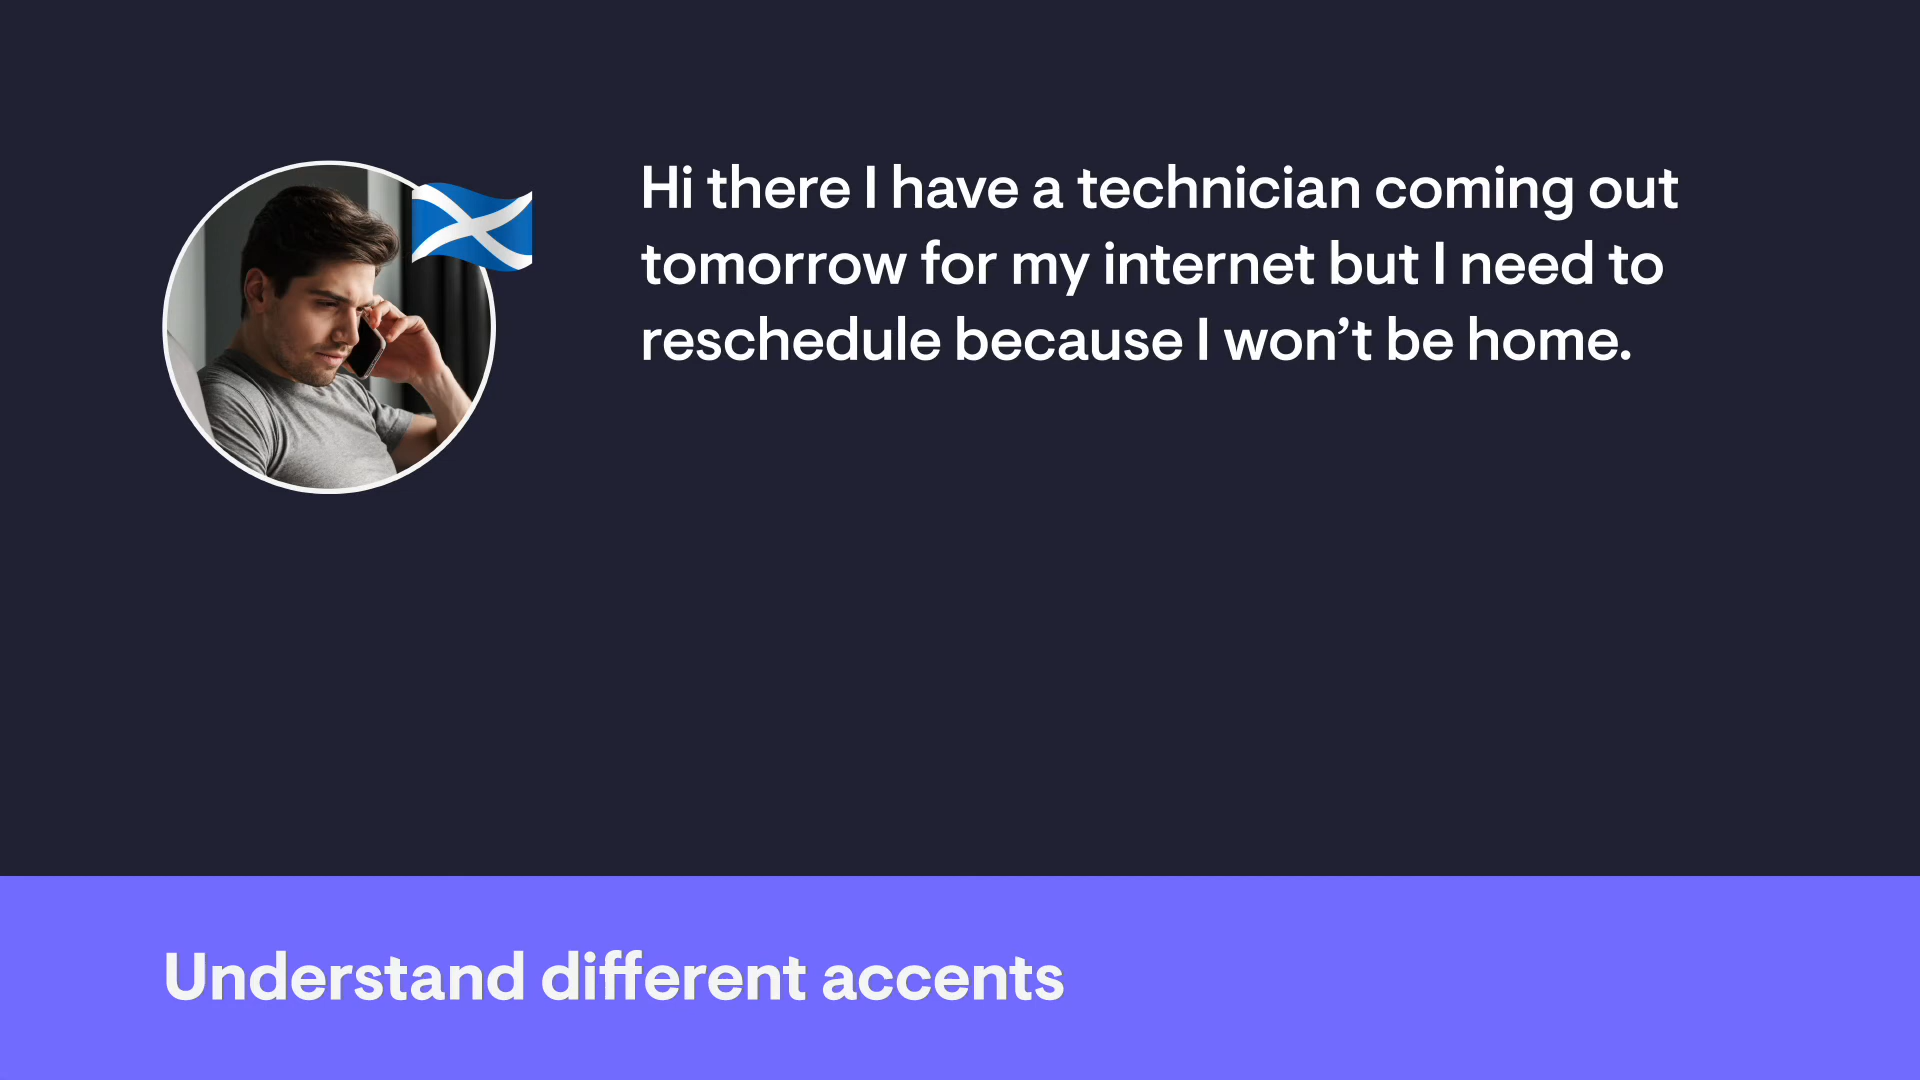 Hi there I have a technician coming out
tomorrow for my internet but I need to
reschedule because I won’t be home.
Understand different accents